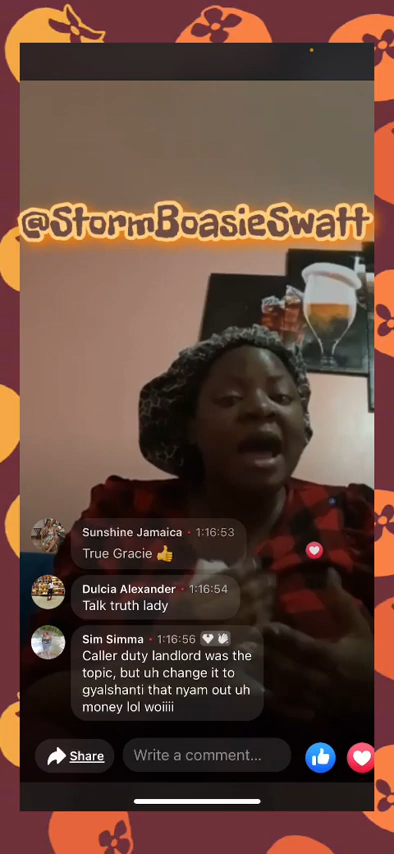 @StormBoasieSwatt
Sunshine Jamaica • 1:16:53
True Gracie 👍
Dulcia Alexander • 1:16:54
Talk truth lady
Sim Simma • 1:16:56
Caller duty landlord was the
topic, but uh change it to
gyalshanti that nyam out uh
money lol woiiii
Share
Write a comment...